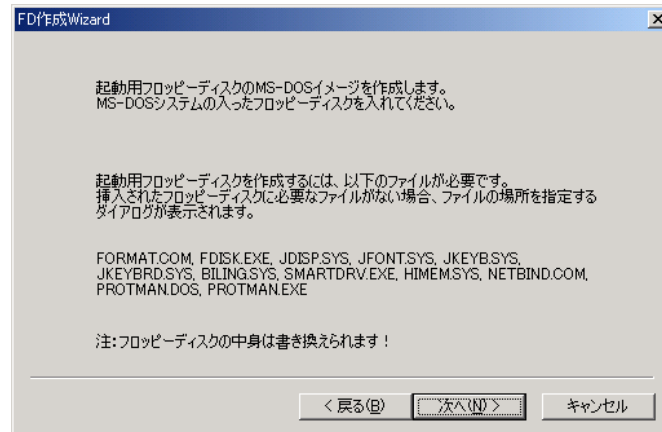 FD作成Wizard
起動用フロッピーディスクのMS-DOSイメージを作成します。
MS-DOSシステムの入ったフロッピーディスクを入れてください。
起動用フロッピーディスクを作成するには、以下のファイルが必要です。
挿入されたフロッピーディスクに必要なファイルがない場合、ファイルの場所を指定する
ダイアログが表示されます。
FORMAT.COM, FDISK.EXE, JDISP.SYS, JFONT.SYS, JKEYB.SYS,
JKEYBRD.SYS, BILING.SYS, SMARTDRV.EXE, HIMEM.SYS, NETBIND.COM,
PROTMAN.DOS, PROTMAN.EXE
注:フロッピーディスクの中身は書き換えられます!
< 戻る(B)
次へ(N) >
キャンセル